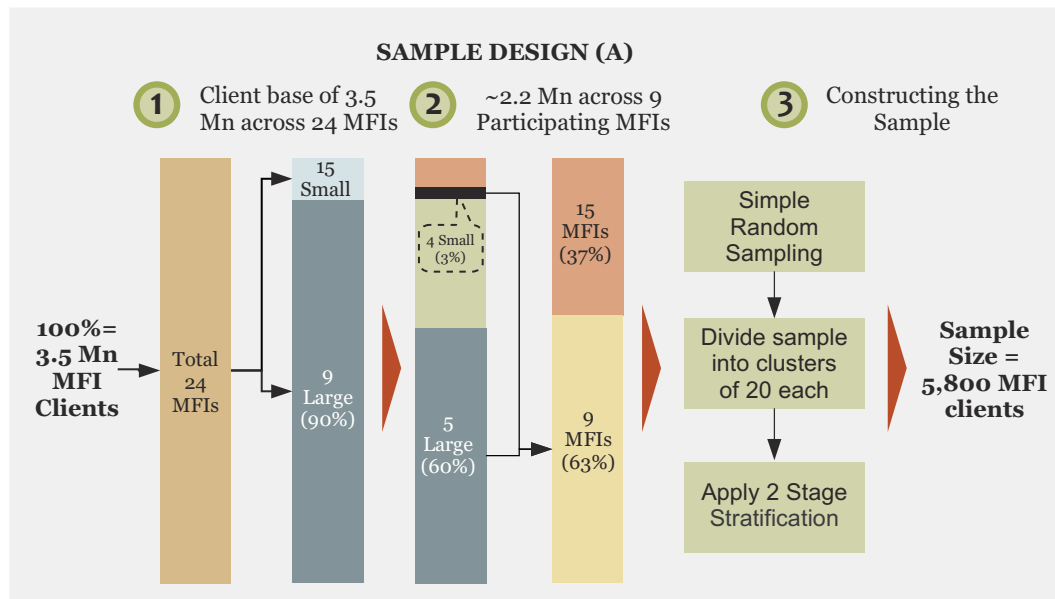 SAMPLE DESIGN (A)
1
Client base of 3.5
Mn across 24 MFIs
2
~2.2 Mn across 9
Participating MFIs
3
Constructing the
Sample
100%=
3.5 Mn
MFI
Clients
Total
24
MFIs
15
Small
9
Large
(90%)
4 Small
(3%)
5
Large
(60%)
15
MFIs
(37%)
9
MFIs
(63%)
Simple
Random
Sampling
Divide sample
into clusters
of 20 each
Apply 2 Stage
Stratification
Sample
Size =
5,800 MFI
clients